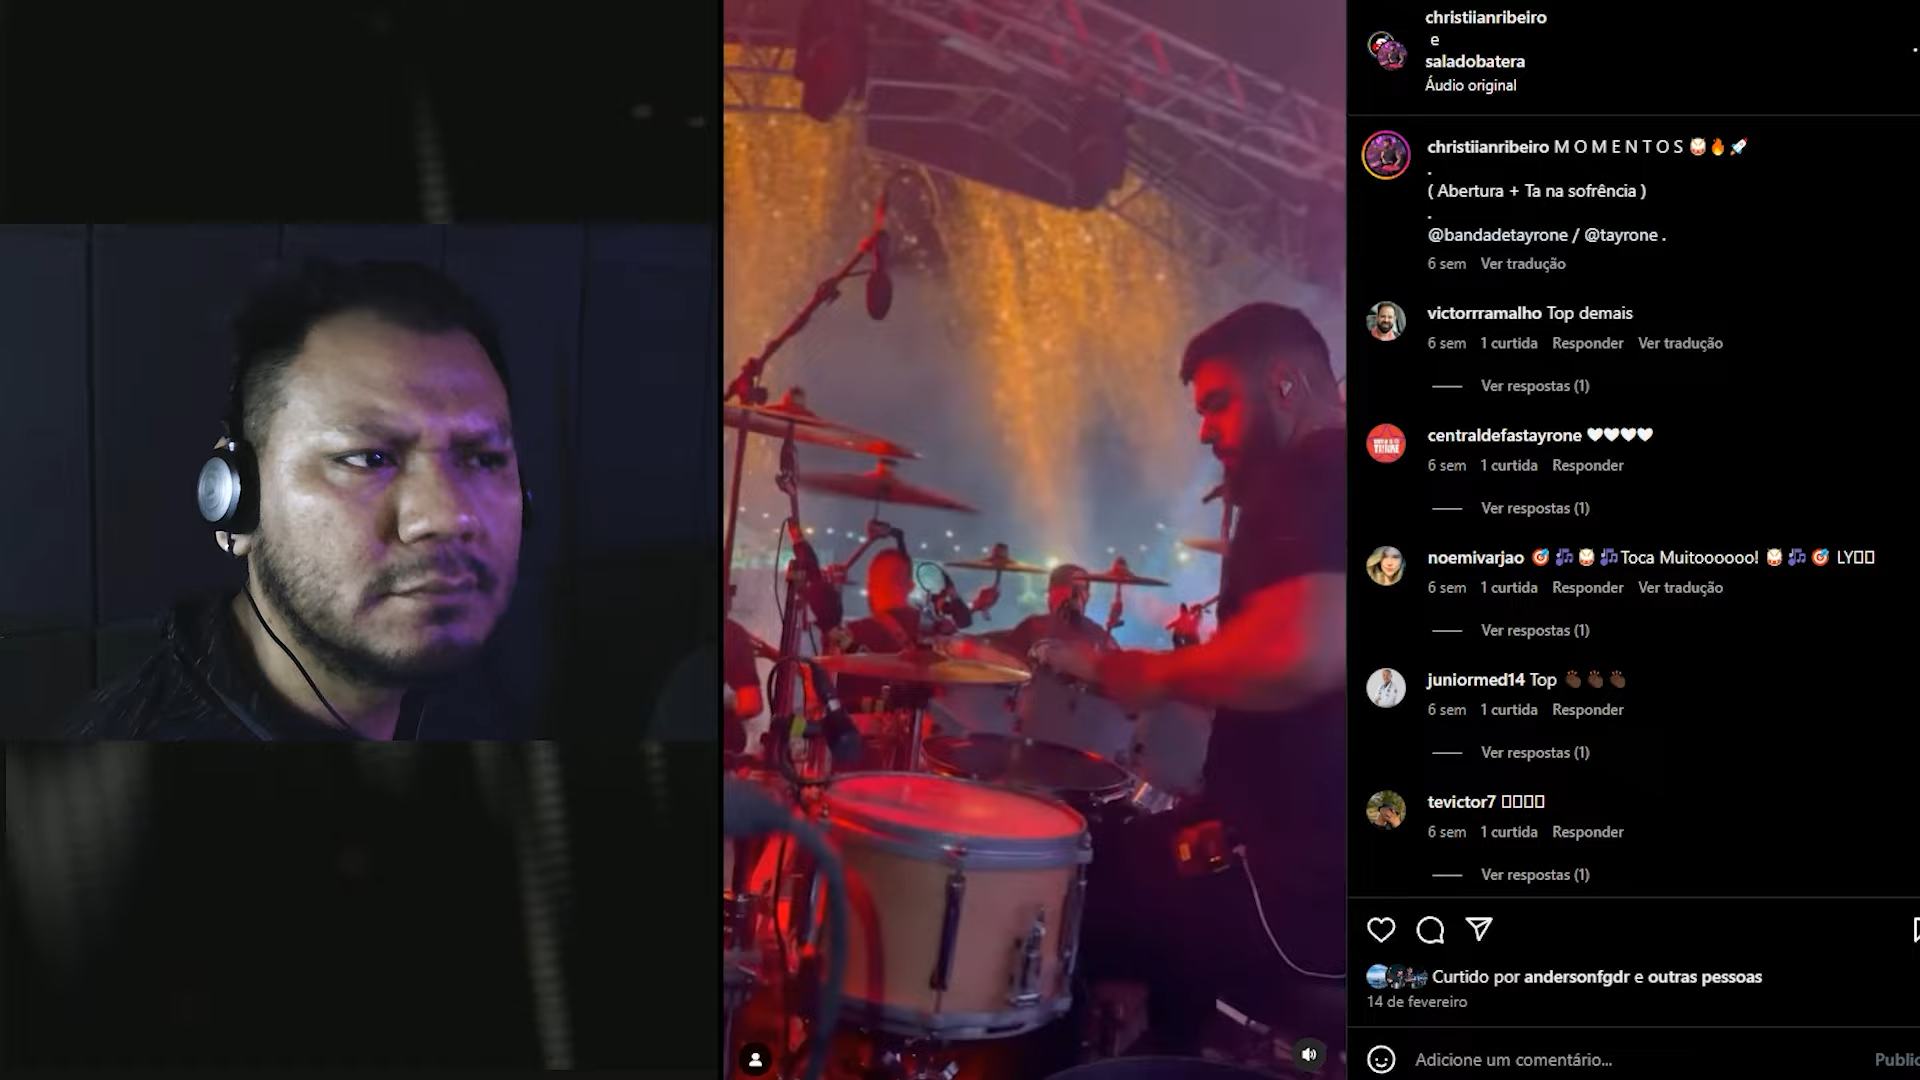 christiianribeiro
e
saladobatera
Áudio original
christiianribeiro M O M E N T O S 🥁🔥🚀
.
( Abertura + Ta na sofrência )
.
@bandadetayrone / @tayrone .
6 sem Ver tradução
victorrramalho Top demais
6 sem 1 curtida Responder Ver tradução
Ver respostas (1)
centraldefastayrone 🤍🤍🤍🤍
6 sem 1 curtida Responder
Ver respostas (1)
noemivarjao 🎯🎶🥁🎶Toca Muitoooooo! 🥁🎶🎯 LY▯▯
6 sem 1 curtida Responder Ver tradução
Ver respostas (1)
juniormed14 Top 👏🏿👏🏿👏🏿
6 sem 1 curtida Responder
Ver respostas (1)
tevictor7 ▯▯▯▯
6 sem 1 curtida Responder
Ver respostas (1)
Curtido por andersonfgdr e outras pessoas
14 de fevereiro
Adicione um comentário...
Public